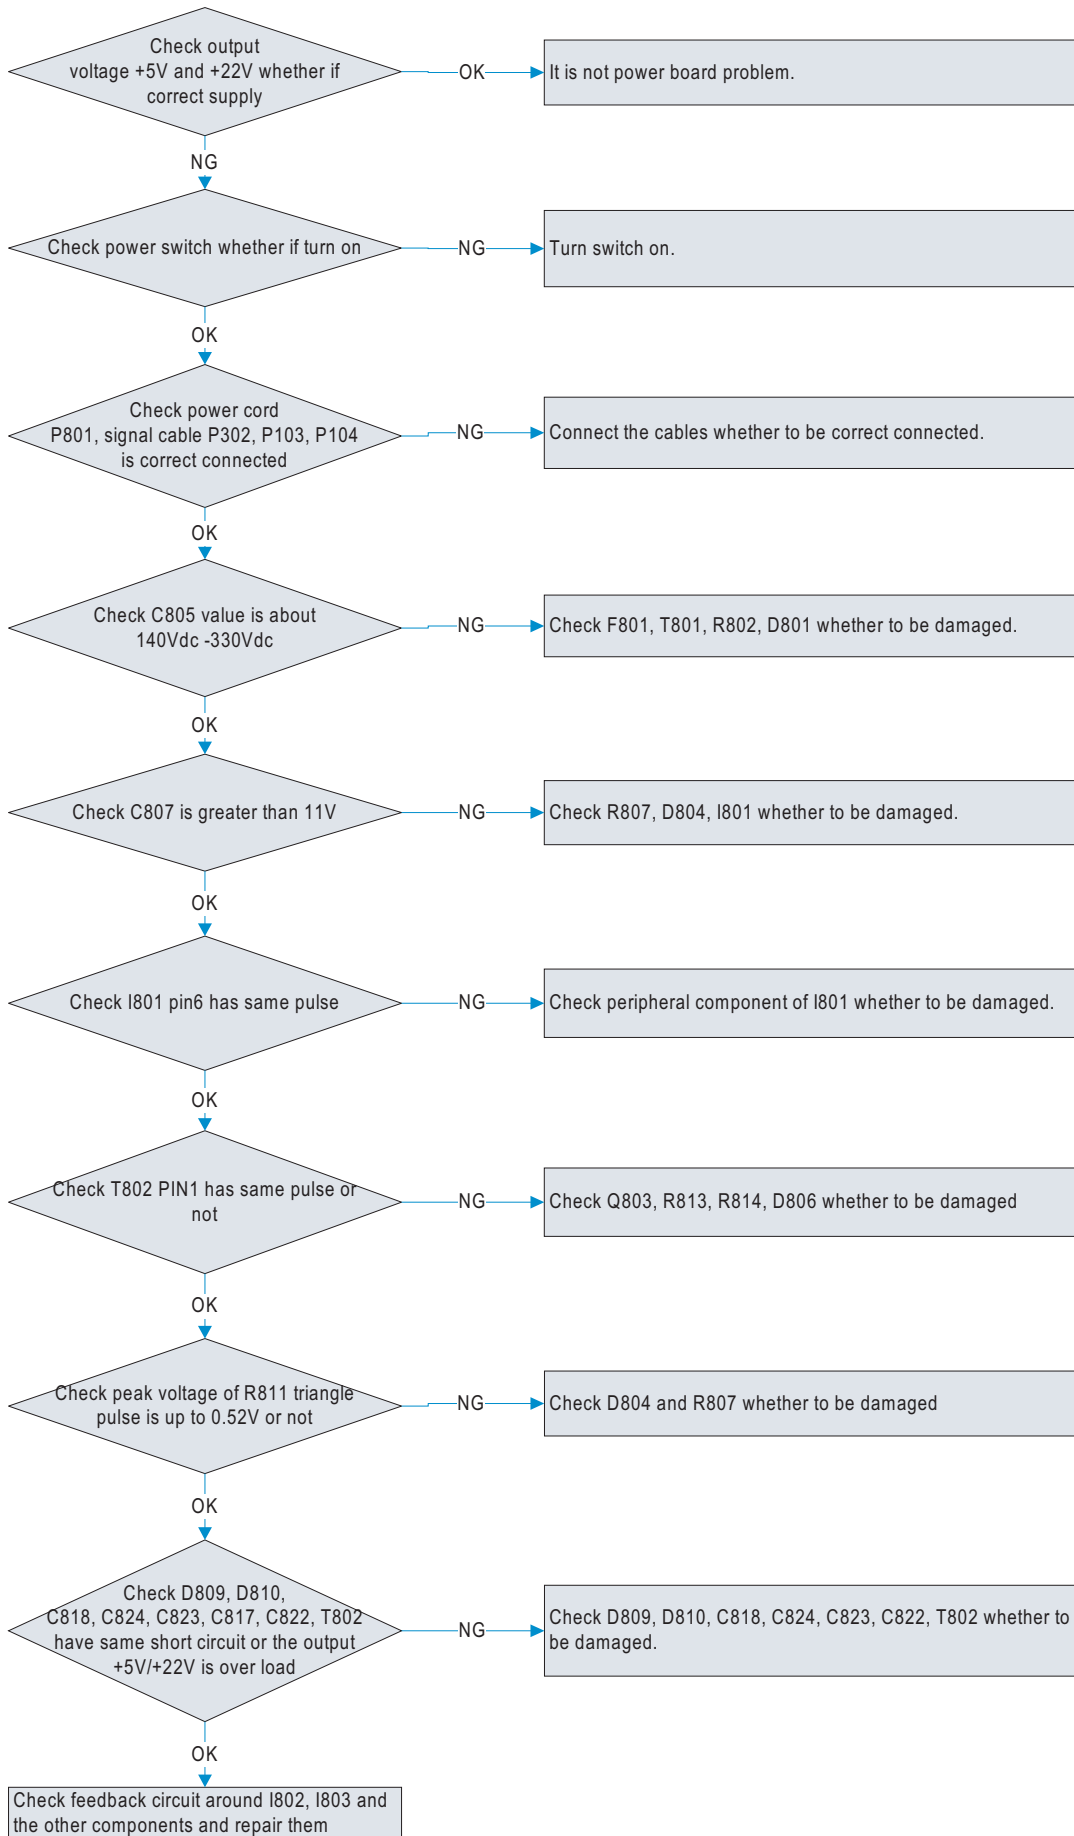 Check output
voltage +5V and +22V whether if
correct supply
OK
It is not power board problem.
NG
Check power switch whether if turn on
NG
Turn switch on.
OK
Check power cord
P801, signal cable P302, P103, P104
is correct connected
NG
Connect the cables whether to be correct connected.
OK
Check C805 value is about
140Vdc -330Vdc
NG
Check F801, T801, R802, D801 whether to be damaged.
OK
Check C807 is greater than 11V
NG
Check R807, D804, I801 whether to be damaged.
OK
Check I801 pin6 has same pulse
NG
Check peripheral component of I801 whether to be damaged.
OK
Check T802 PIN1 has same pulse or
not
NG
Check Q803, R813, R814, D806 whether to be damaged
OK
Check peak voltage of R811 triangle
pulse is up to 0.52V or not
NG
Check D804 and R807 whether to be damaged
OK
Check D809, D810,
C818, C824, C823, C817, C822, T802
have same short circuit or the output
+5V/+22V is over load
NG
Check D809, D810, C818, C824, C823, C822, T802 whether to
be damaged.
OK
Check feedback circuit around I802, I803 and
the other components and repair them